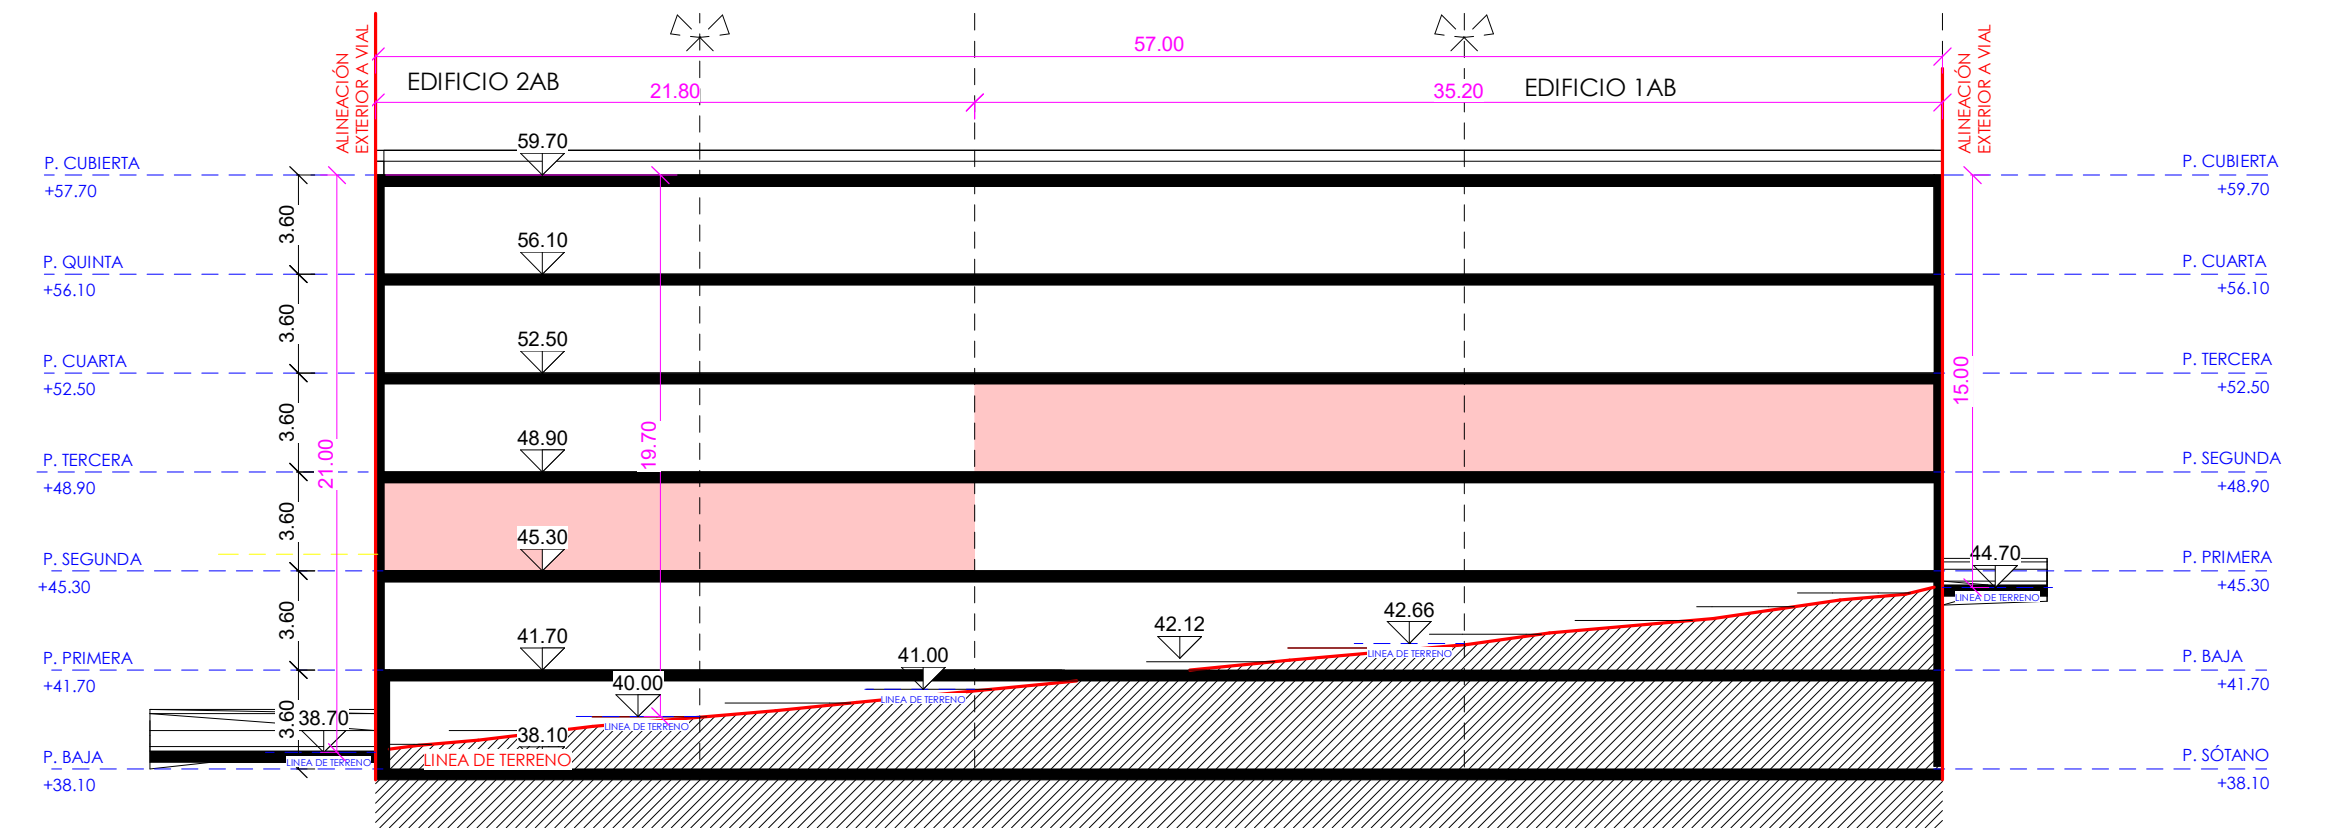 57.00
EDIFICIO 2AB
21.80
35.20
EDIFICIO 1AB
ALINEACIÓN
EXTERIOR A VIAL
ALINEACIÓN
EXTERIOR A VIAL
59.70
P. CUBIERTA
+57.70
P. CUBIERTA
+59.70
3.60
56.10
P. QUINTA
+56.10
P. CUARTA
+56.10
3.60
52.50
P. CUARTA
+52.50
P. TERCERA
+52.50
15.00
3.60
48.90
19.70
21.00
P. TERCERA
+48.90
P. SEGUNDA
+48.90
3.60
45.30
P. SEGUNDA
+45.30
44.70
LINEA DE TERRENO
P. PRIMERA
+45.30
3.60
41.70
42.12
42.66
LINEA DE TERRENO
P. PRIMERA
+41.70
41.00
LINEA DE TERRENO
P. BAJA
+41.70
40.00
LINEA DE TERRENO
3.60
38.70
LINEA DE TERRENO
38.10
LINEA DE TERRENO
P. BAJA
+38.10
P. SÓTANO
+38.10